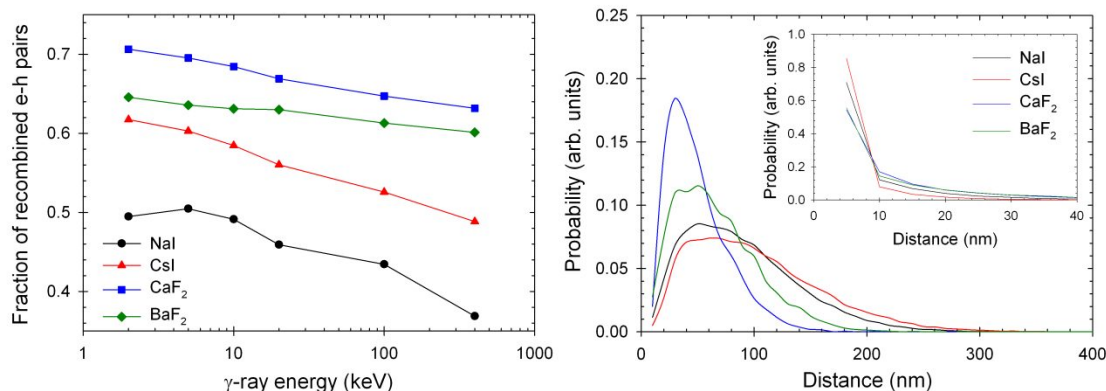 Fraction of recombined e-h pairs
0.7
0.6
0.5
0.4
NaI
CsI
CaF₂
BaF₂
1 10 100 1000
γ-ray energy (keV)
Probability (arb. units)
0.25
0.20
0.15
0.10
0.05
0.00
0 100 200 300 400
Distance (nm)
Probability (arb. units)
1.0
0.8
0.6
0.4
0.2
0.0
NaI
CsI
CaF₂
BaF₂
0 10 20 30 40
Distance (nm)